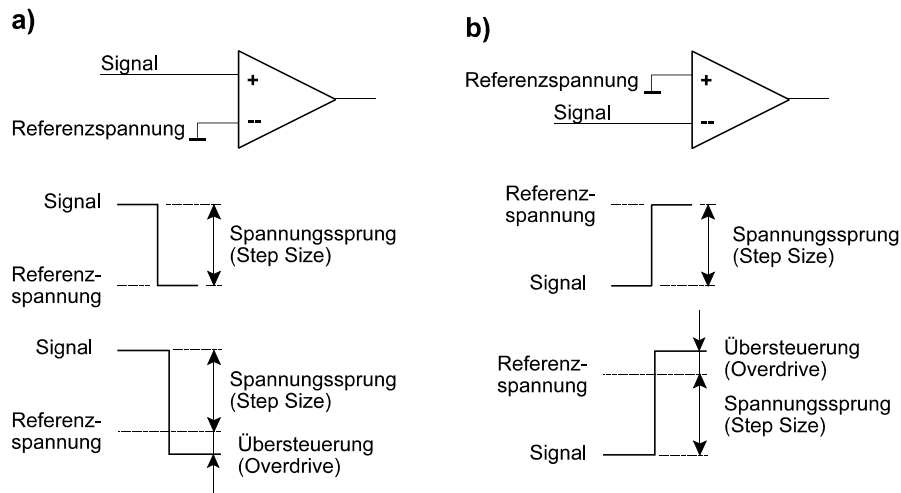 a)
Signal
+
Referenzspannung
--
Signal
Spannungssprung
(Step Size)
Referenz-
spannung
Signal
Spannungssprung
(Step Size)
Referenz-
spannung
Übersteuerung
(Overdrive)
b)
Referenzspannung
+
Signal
--
Referenz-
spannung
Spannungssprung
(Step Size)
Signal
Übersteuerung
(Overdrive)
Referenz-
spannung
Spannungssprung
(Step Size)
Signal